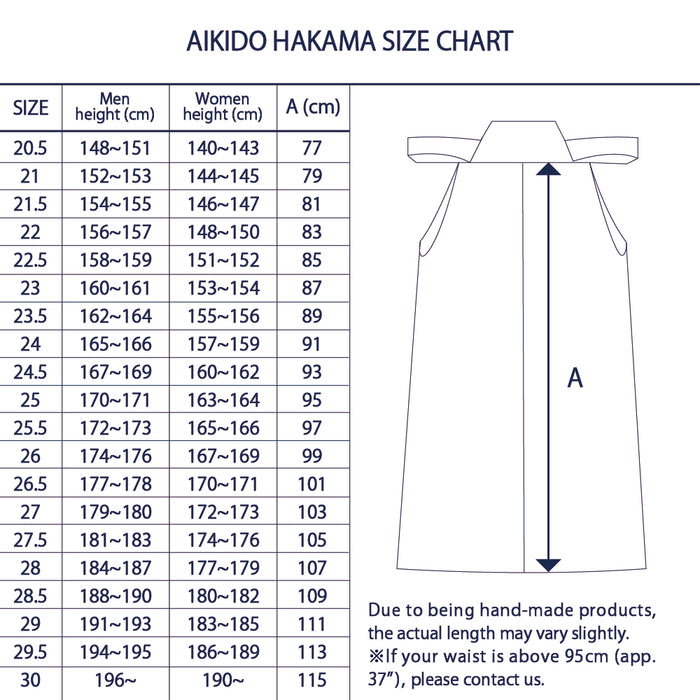 AIKIDO HAKAMA SIZE CHART
SIZE Men height (cm) Women height (cm) A (cm)
20.5 148~151 140~143 77
21 152~153 144~145 79
21.5 154~155 146~147 81
22 156~157 148~150 83
22.5 158~159 151~152 85
23 160~161 153~154 87
23.5 162~164 155~156 89
24 165~166 157~159 91
24.5 167~169 160~162 93
25 170~171 163~164 95
25.5 172~173 165~166 97
26 174~176 167~169 99
26.5 177~178 170~171 101
27 179~180 172~173 103
27.5 181~183 174~176 105
28 184~187 177~179 107
28.5 188~190 180~182 109
29 191~193 183~185 111
29.5 194~195 186~189 113
30 196~ 190~ 115
A
Due to being hand-made products,
the actual length may vary slightly.
※If your waist is above 95cm (app.
37”), please contact us.